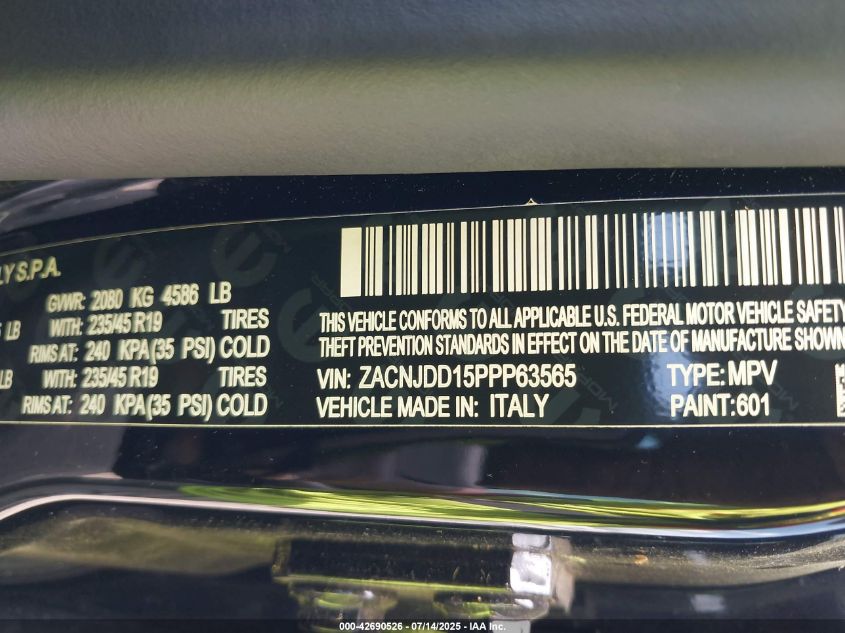 LY S.P.A.
GVWR: 2080 KG 4586 LB
LB WITH: 235/45 R19 TIRES
RIMS AT: 240 KPA(35 PSI) COLD
LB WITH: 235/45 R19 TIRES
RIMS AT: 240 KPA(35 PSI) COLD
THIS VEHICLE CONFORMS TO ALL APPLICABLE U.S. FEDERAL MOTOR VEHICLE SAFETY
THEFT PREVENTION STANDARDS IN EFFECT ON THE DATE OF MANUFACTURE SHOWN
VIN: ZACNJDD15PPP63565 TYPE: MPV
VEHICLE MADE IN: ITALY PAINT: 601
000-42690526 - 07/14/2025 - IAA Inc.